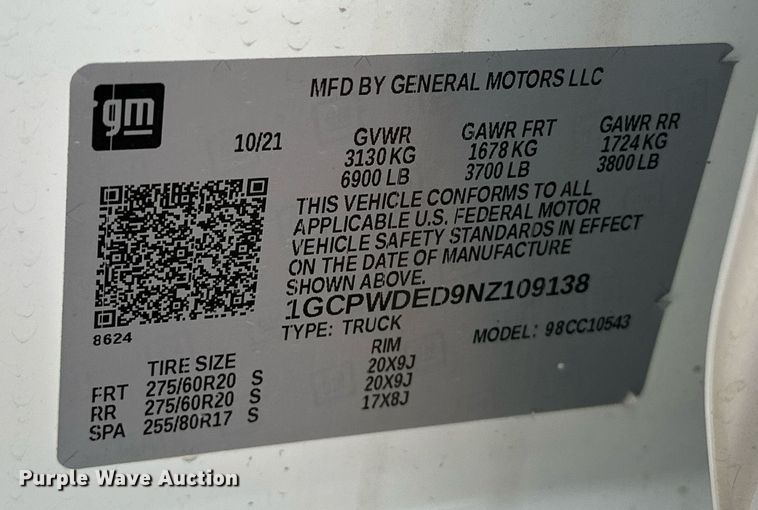 gm
MFD BY GENERAL MOTORS LLC
10/21
GVWR
3130 KG
6900 LB
GAWR FRT
1678 KG
3700 LB
GAWR RR
1724 KG
3800 LB
THIS VEHICLE CONFORMS TO ALL
APPLICABLE U.S. FEDERAL MOTOR
VEHICLE SAFETY STANDARDS IN EFFECT
ON THE DATE OF MANUFACTURE
SHOWN ABOVE.
1GCPWDED9NZ109138
TYPE: TRUCK
MODEL: 98CC10543
8624
TIRE SIZE
RIM
FRT 275/60R20 S 20X9J
RR 275/60R20 S 20X9J
SPA 255/80R17 S 17X8J
Purple Wave Auction